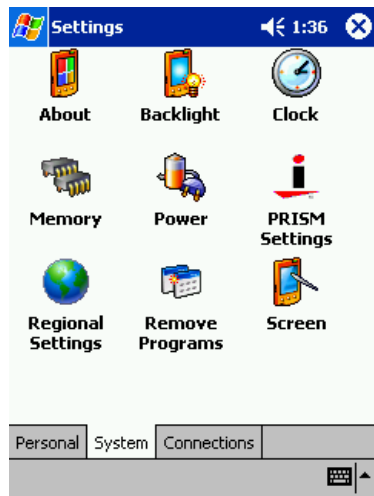 Settings 1:36
About Backlight Clock
Memory Power PRISM
Settings
Regional Remove Screen
Settings Programs
Personal System Connections